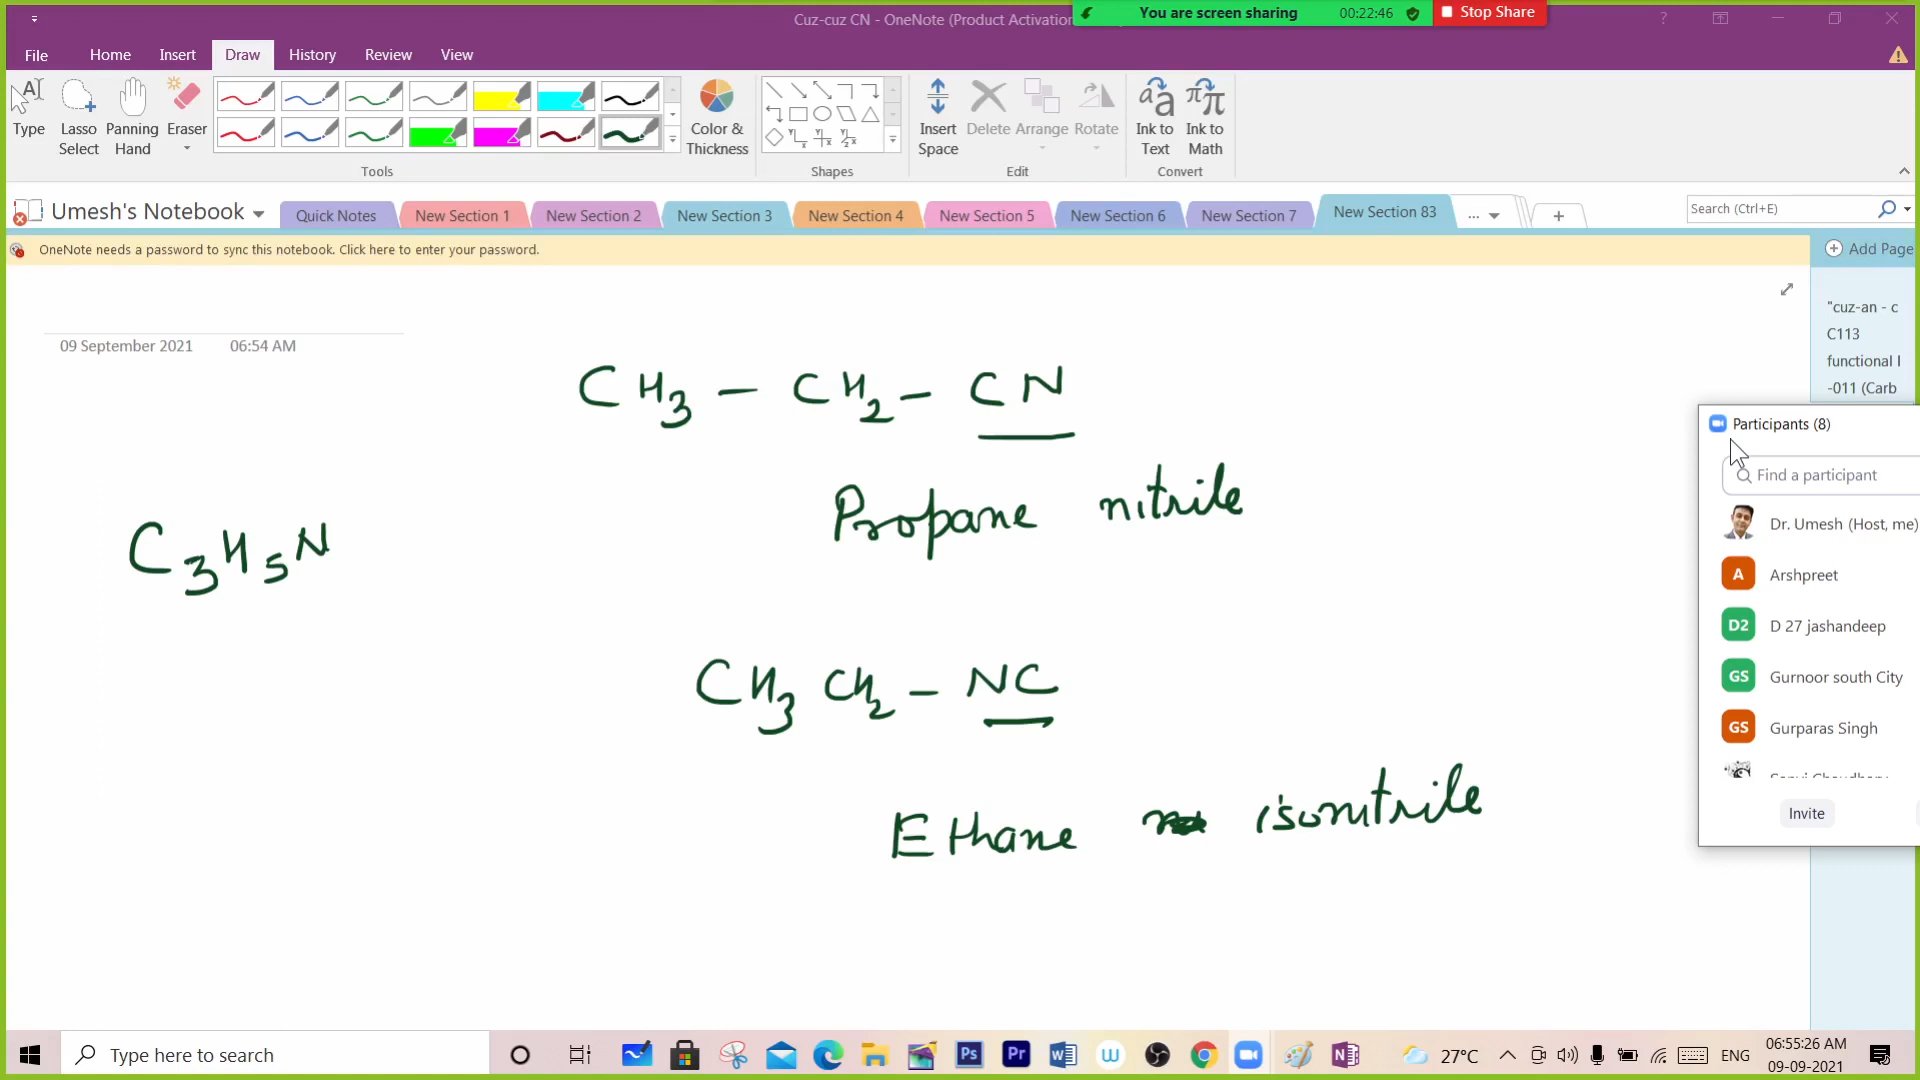 Cuz-cuz CN - OneNote (Product Activation
You are screen sharing 00:22:46 Stop Share
File Home Insert Draw History Review View
Type
Lasso Select
Panning Hand
Eraser
Color & Thickness
Insert Space
Delete
Arrange
Rotate
Ink to Text
Ink to Math
Tools Shapes Edit Convert
Umesh's Notebook Quick Notes New Section 1 New Section 2 New Section 3 New Section 4 New Section 5 New Section 6 New Section 7 New Section 83 ... Search (Ctrl+E)
OneNote needs a password to sync this notebook. Click here to enter your password.
Add Page
"cuz-an - c
C113
functional I
-011 (Carb
09 September 2021 06:54 AM
CH3 – CH2 – CN
Propane nitrile
C3H5N
CH3 CH2 – NC
Ethane isonitrile
Participants (8)
Find a participant
Dr. Umesh (Host, me)
A Arshpreet
D2 D 27 jashandeep
GS Gurnoor south City
GS Gurparas Singh
Invite
Type here to search
27°C ENG
06:55:26 AM
09-09-2021